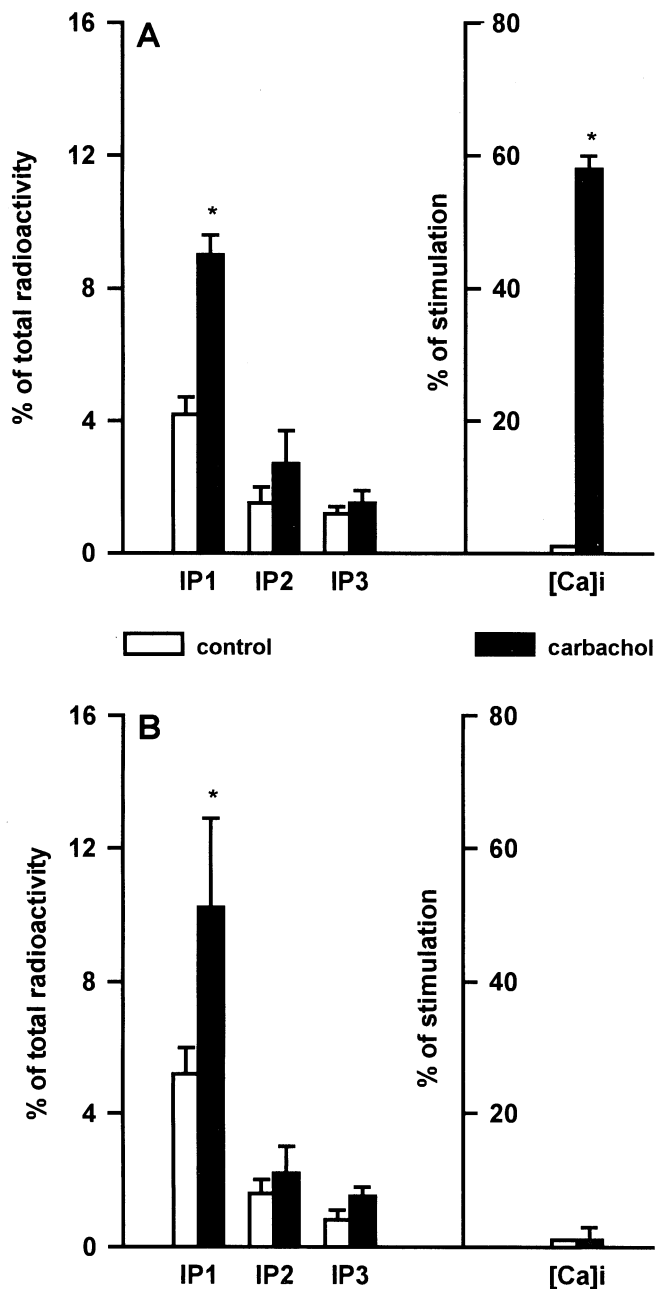 A
% of total radioactivity
16
12
8
4
0
*
IP1 IP2 IP3
% of stimulation
80
60
40
20
*
[Ca]i
control carbachol
B
% of total radioactivity
16
12
8
4
0
*
IP1 IP2 IP3
% of stimulation
80
60
40
20
[Ca]i